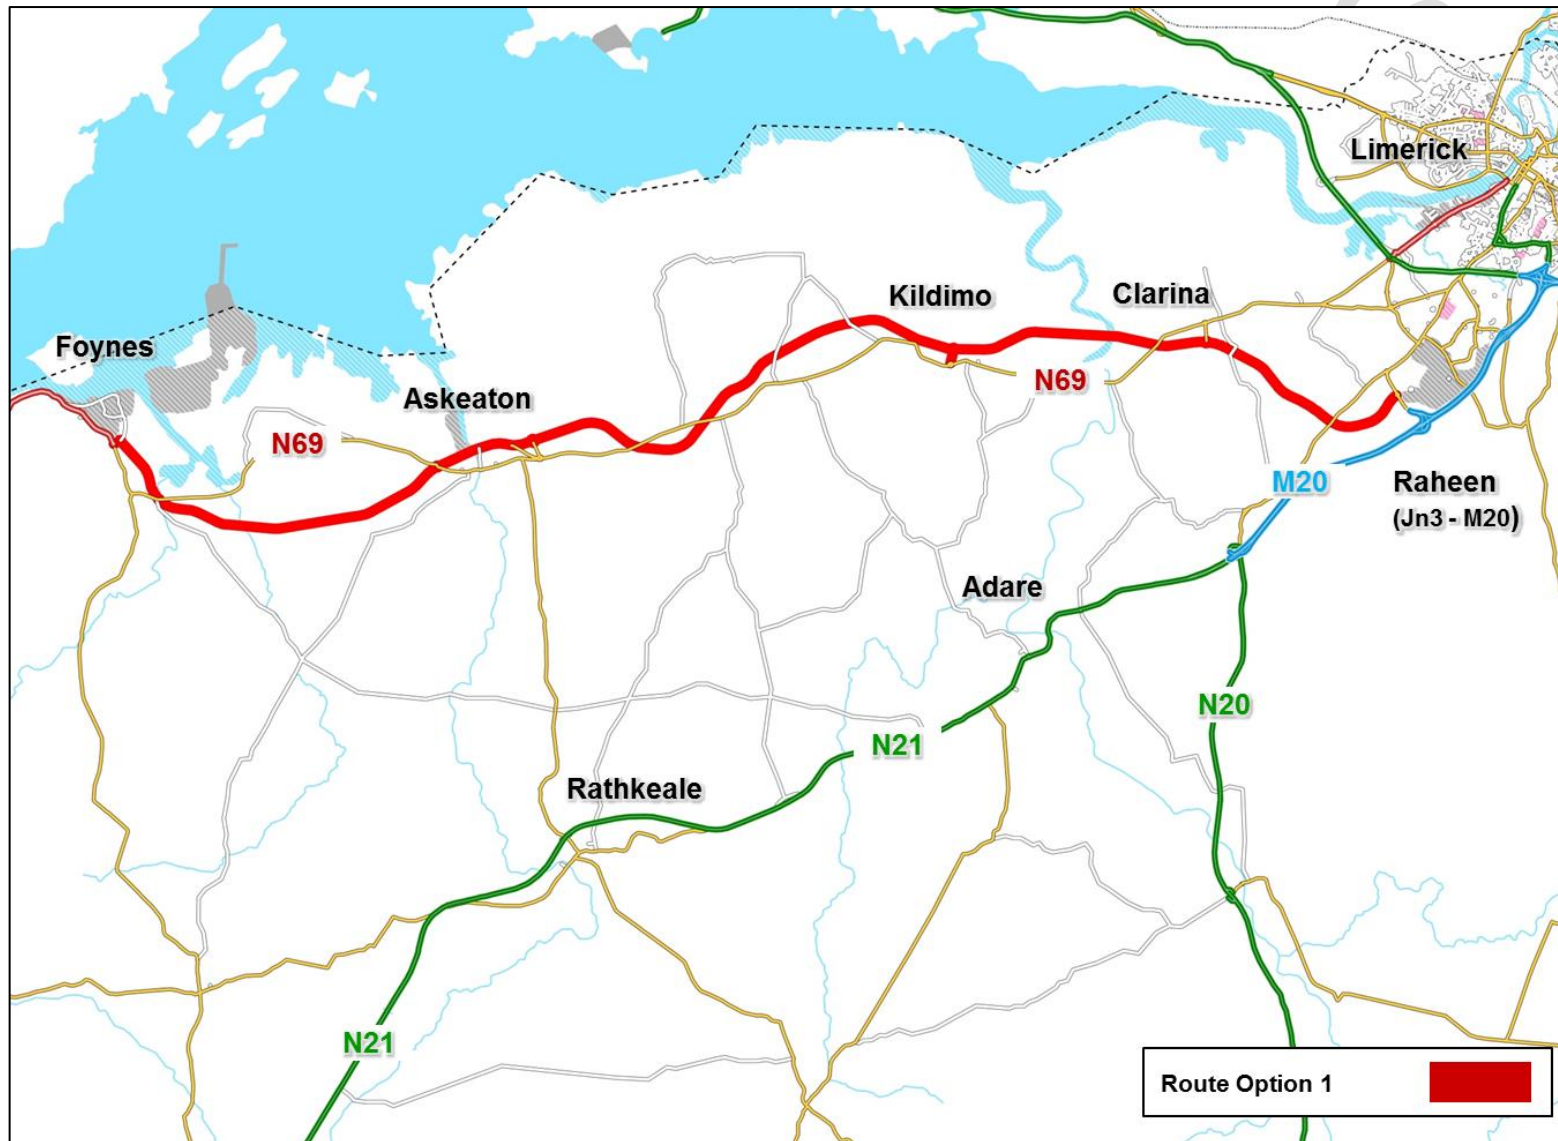 Limerick
Kildimo
Clarina
Foynes
N69
Askeaton
N69
M20
Raheen
(Jn3 - M20)
Adare
N20
N21
Rathkeale
N21
Route Option 1